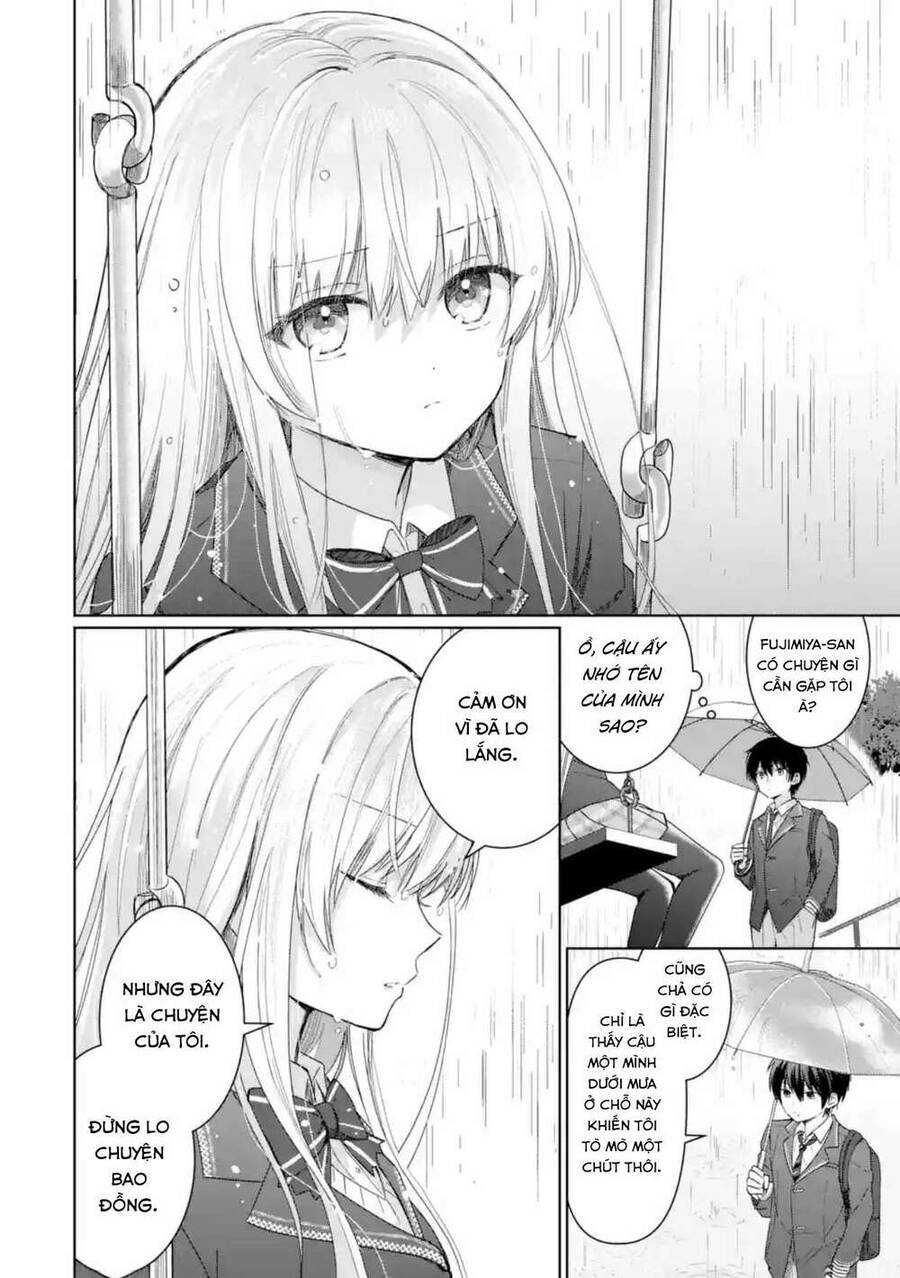 FUJIMIYA-SAN
CÓ CHUYỆN GÌ
CẦN GẶP TÔI
À?
Ồ, CẬU ẤY
NHỚ TÊN
CỦA MÌNH
SAO?
CŨNG
CHẢ CÓ
GÌ ĐẶC
BIỆT.
CHỈ LÀ
THẤY CẬU
MỘT MÌNH
DƯỚI MƯA
Ở CHỖ NÀY
KHIẾN TÔI
TÒ MÒ MỘT
CHÚT THÔI.
CẢM ƠN
VÌ ĐÃ LO
LẮNG.
NHƯNG ĐÂY
LÀ CHUYỆN
CỦA TÔI.
ĐỪNG LO
CHUYỆN
BAO
ĐỒNG.